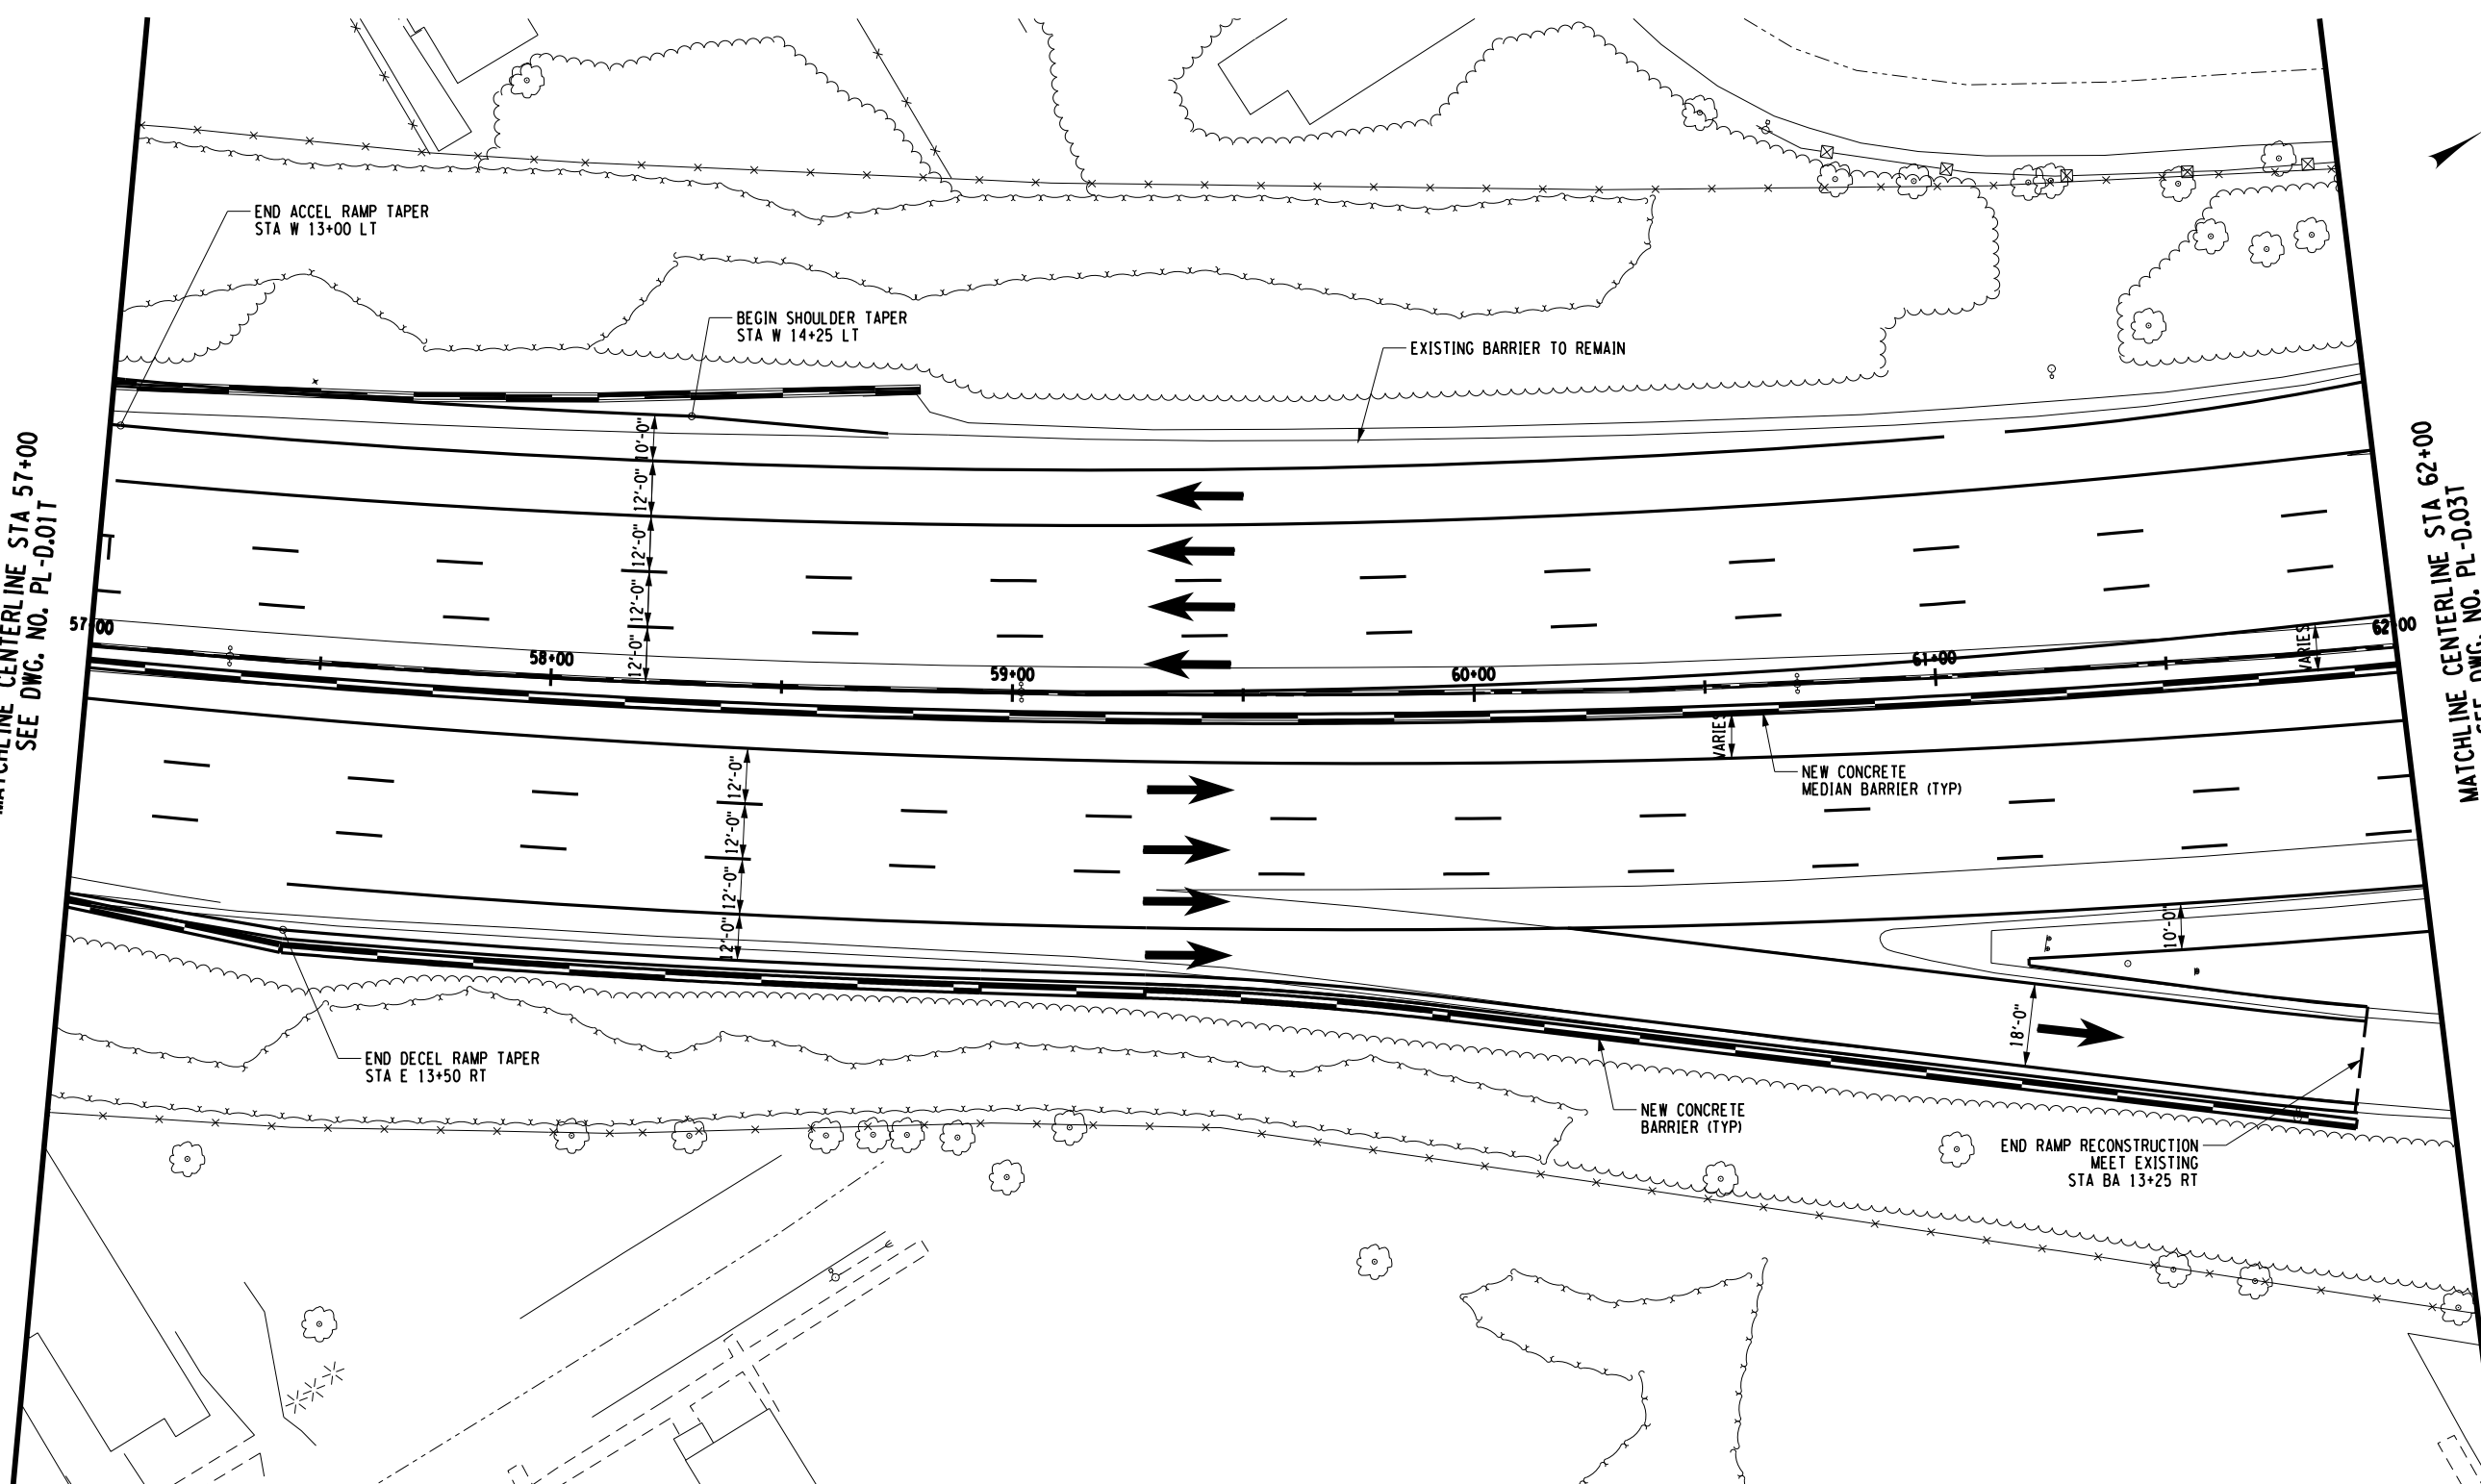 END ACCEL RAMP TAPER
STA W 13+00 LT
BEGIN SHOULDER TAPER
STA W 14+25 LT
EXISTING BARRIER TO REMAIN
10'-0"
12'-0"
12'-0"
12'-0"
12'-0"
MATCHLINE CENTERLINE STA 57+00
SEE DWG. NO. PL-D.01T
MATCHLINE CENTERLINE STA 62+00
SEE DWG. NO. PL-D.03T
57+00
58+00
59+00
60+00
61+00
62+00
VARIES
VARIES
NEW CONCRETE
MEDIAN BARRIER (TYP)
12'-0"
12'-0"
12'-0"
12'-0"
10'-0"
18'-0"
END DECEL RAMP TAPER
STA E 13+50 RT
NEW CONCRETE
BARRIER (TYP)
END RAMP RECONSTRUCTION
MEET EXISTING
STA BA 13+25 RT